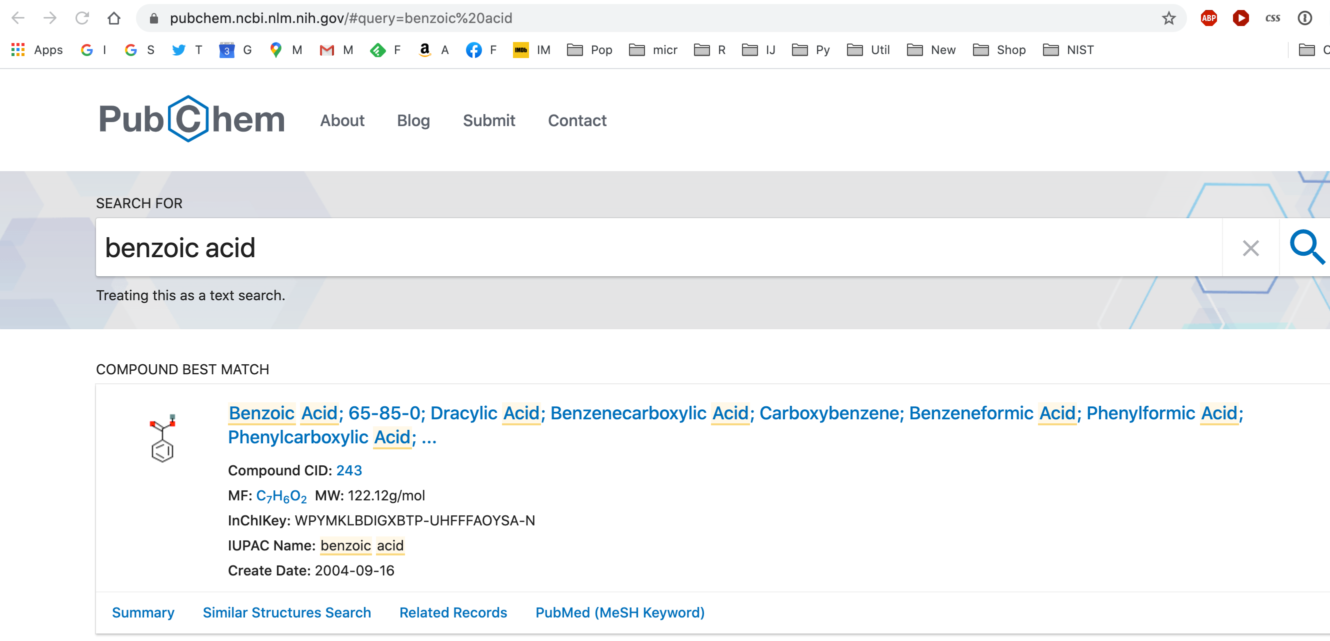 pubchem.ncbi.nlm.nih.gov/#query=benzoic%20acid ABP css
Apps G I G S T 3 G M M F a A F IM Pop micr R IJ Py Util New Shop NIST C
PubChem About Blog Submit Contact
SEARCH FOR
benzoic acid
Treating this as a text search.
COMPOUND BEST MATCH
Benzoic Acid; 65-85-0; Dracylic Acid; Benzenecarboxylic Acid; Carboxybenzene; Benzeneformic Acid; Phenylformic Acid;
Phenylcarboxylic Acid; ...
Compound CID: 243
MF: C₇H₆O₂ MW: 122.12g/mol
InChIKey: WPYMKLBDIGXBTP-UHFFFAOYSA-N
IUPAC Name: benzoic acid
Create Date: 2004-09-16
Summary Similar Structures Search Related Records PubMed (MeSH Keyword)